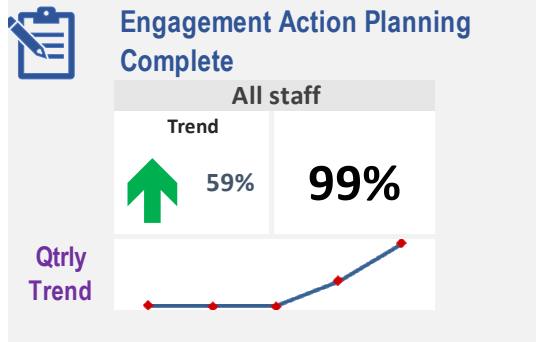 Engagement Action Planning
Complete
All staff
Trend
59%
99%
Qtrly
Trend